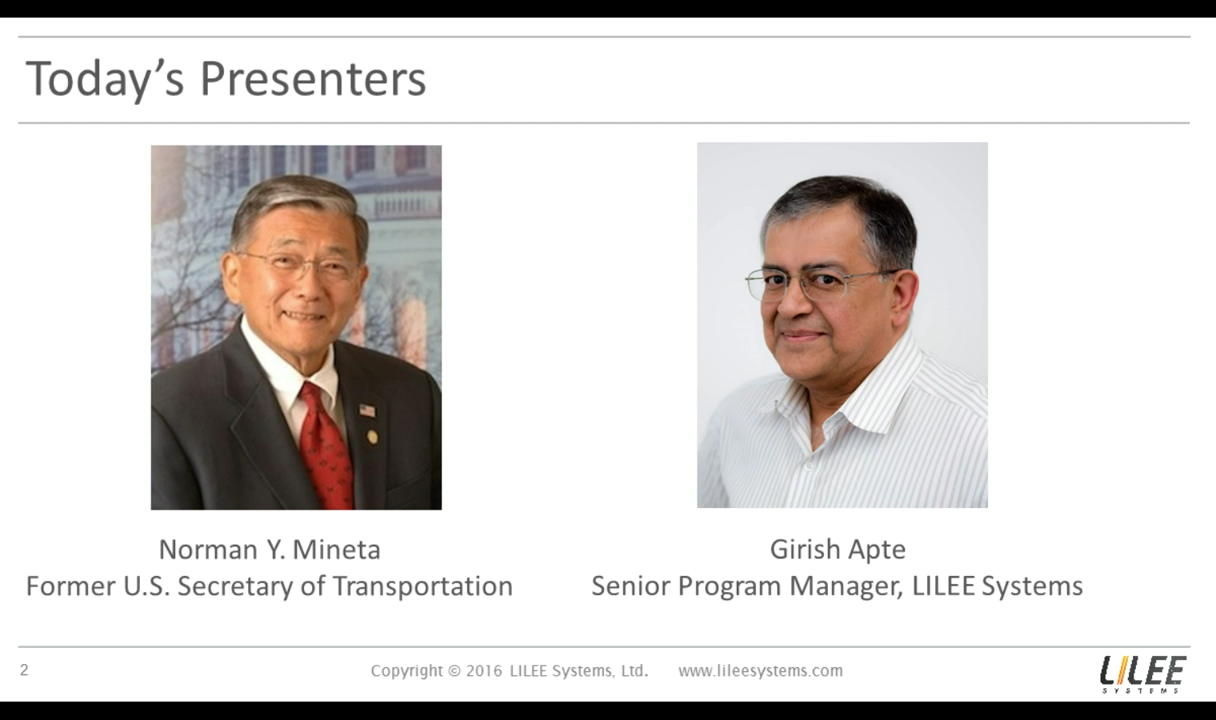 Today's Presenters
Norman Y. Mineta
Former U.S. Secretary of Transportation
Girish Apte
Senior Program Manager, LILEE Systems
2
Copyright © 2016 LILEE Systems, Ltd. www.lileesystems.com
LILEE
SYSTEMS